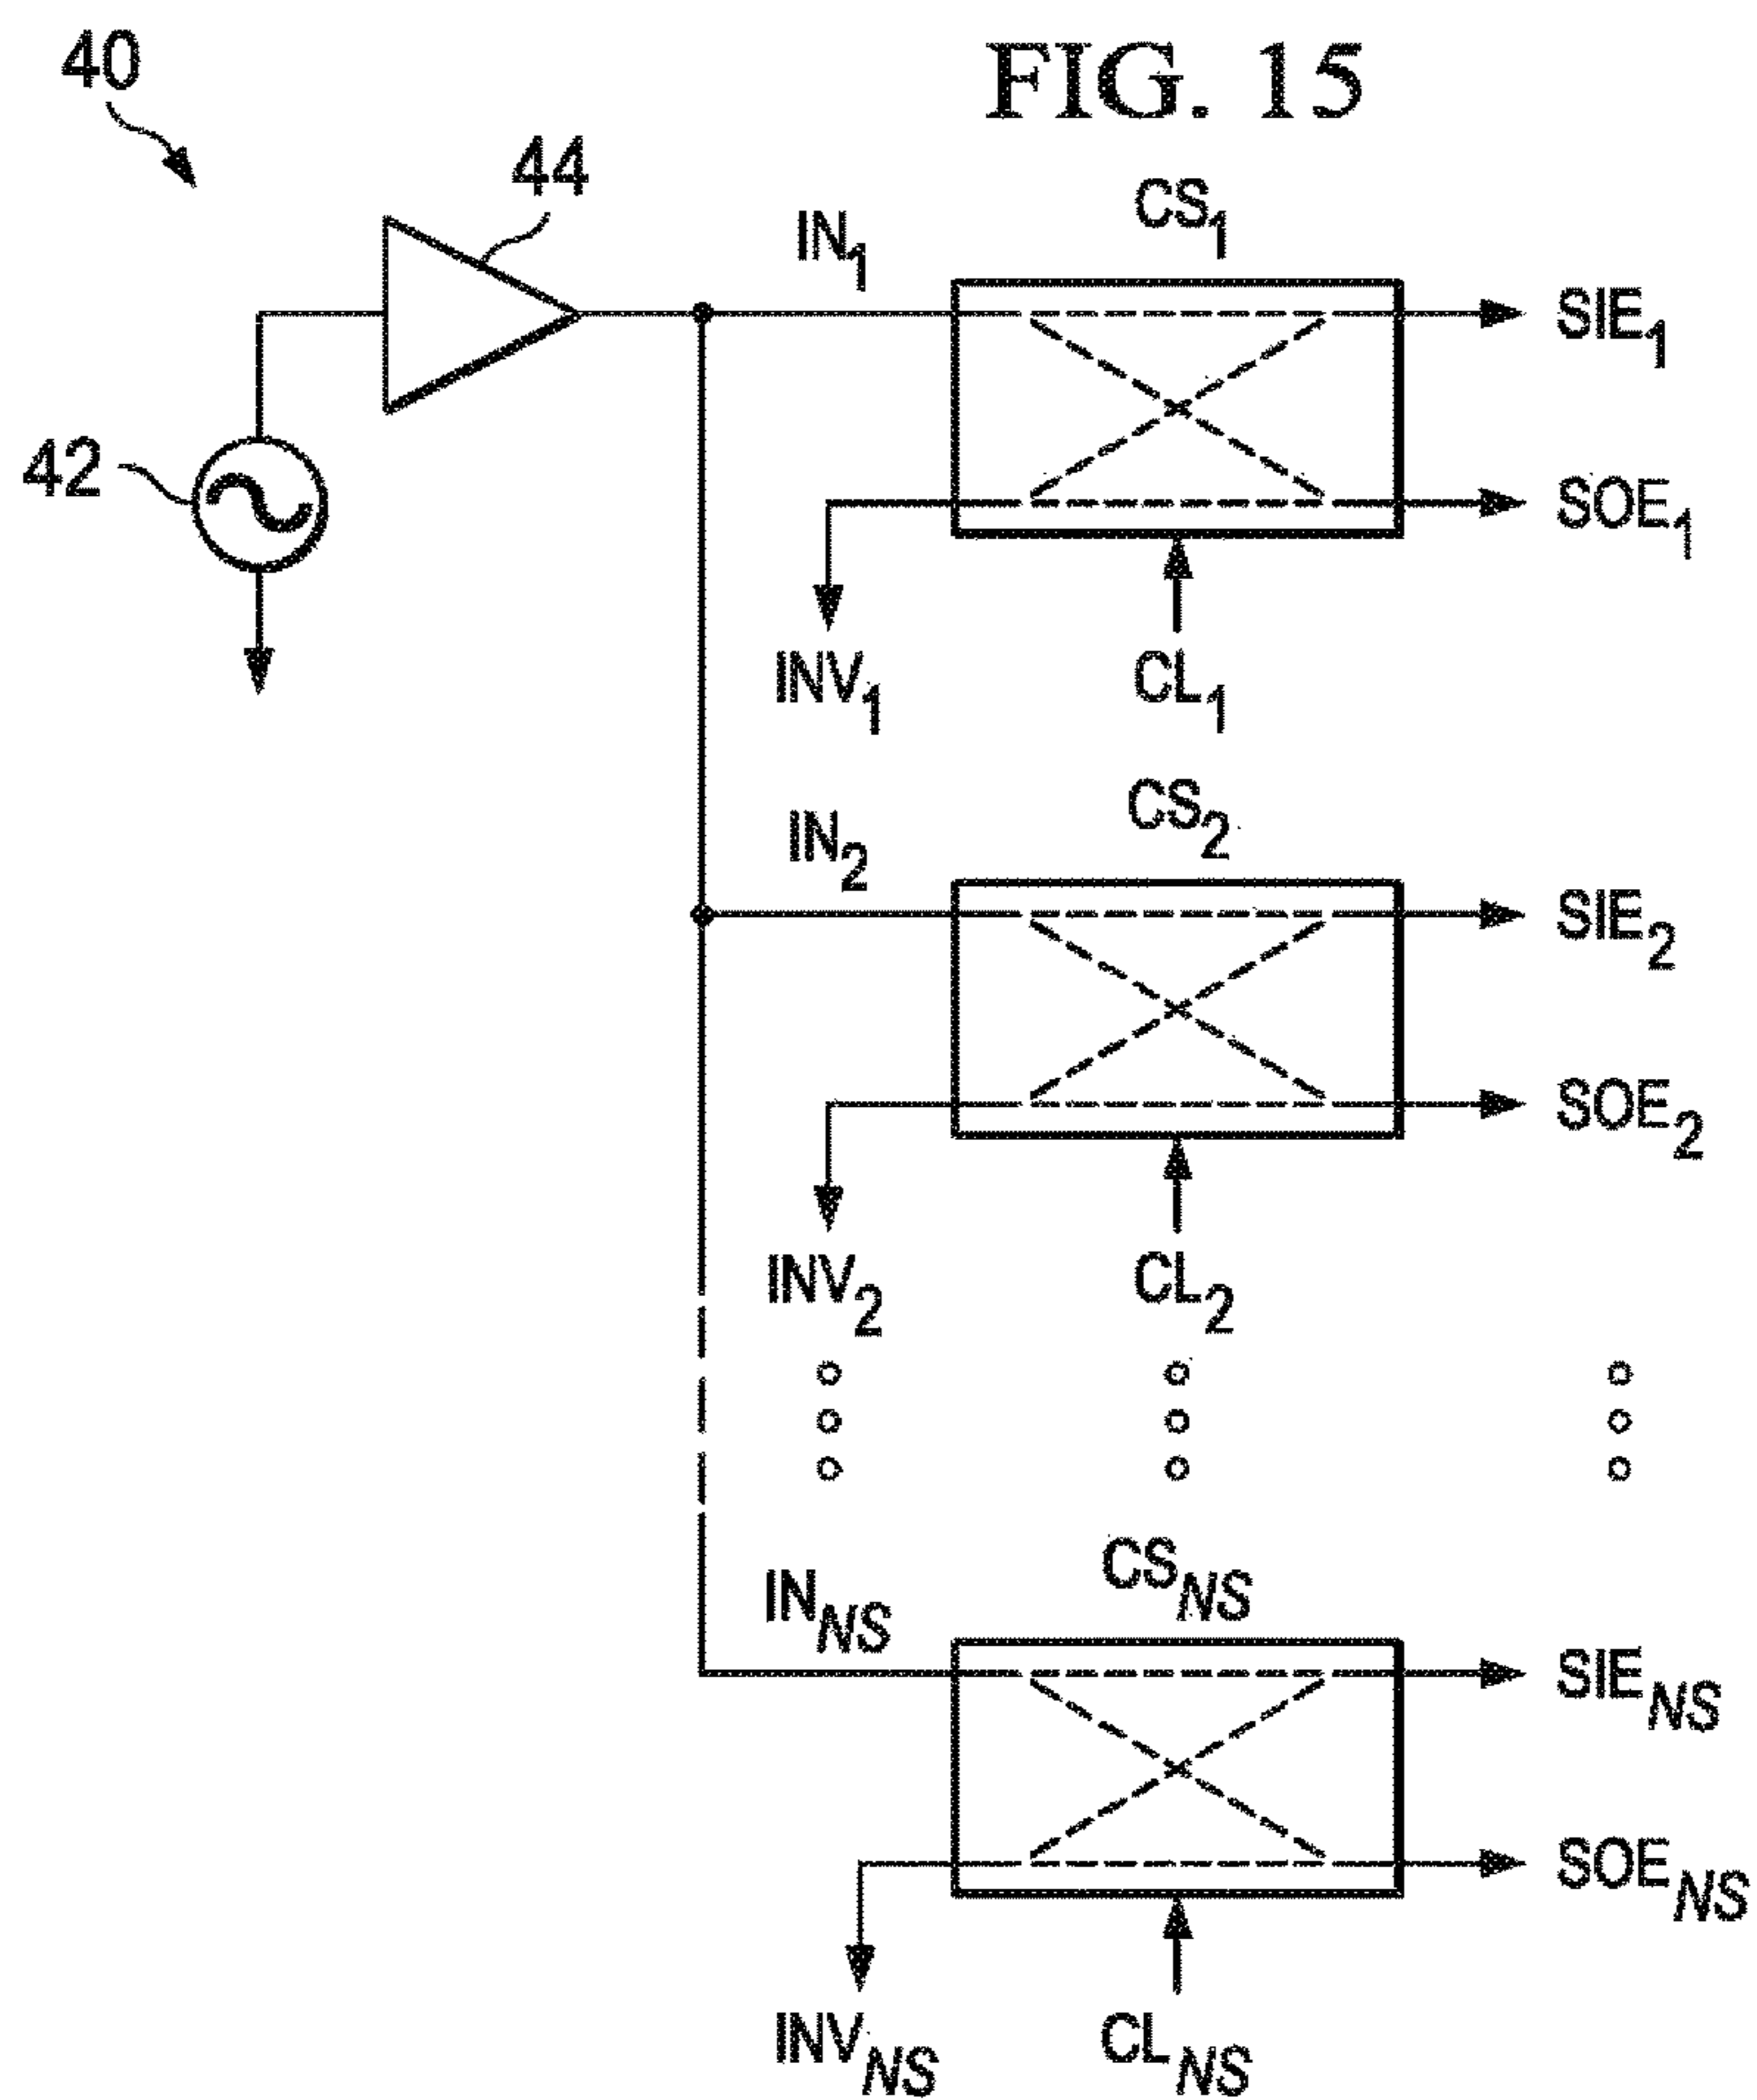 40
FIG. 15
44
IN1
CS1
SIE1
42
SOE1
INV1
CL1
IN2
CS2
SIE2
SOE2
INV2
CL2
INNS
CSNS
SIENS
SOENS
INVNS
CLNS